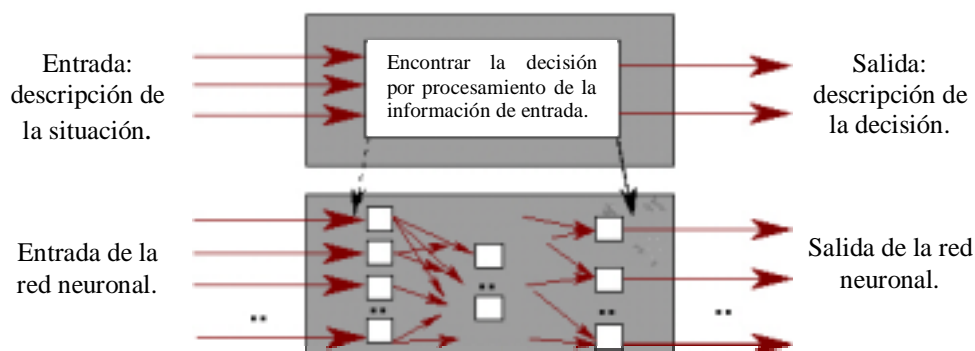 Entrada:
descripción de
la situación.
Encontrar la decisión
por procesamiento de la
información de entrada.
Salida:
descripción de
la decisión.
Entrada de la
red neuronal.
Salida de la red
neuronal.